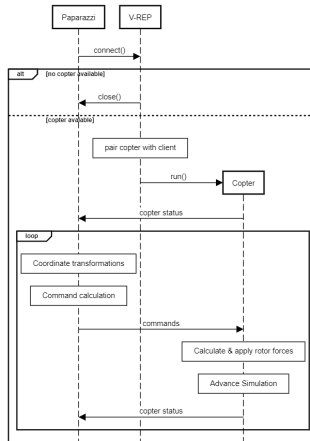 Paparazzi
V-REP
connect()
alt
[no copter available]
close()
[copter available]
pair copter with client
run()
Copter
copter status
loop
Coordinate transformations
Command calculation
commands
Calculate & apply rotor forces
Advance Simulation
copter status